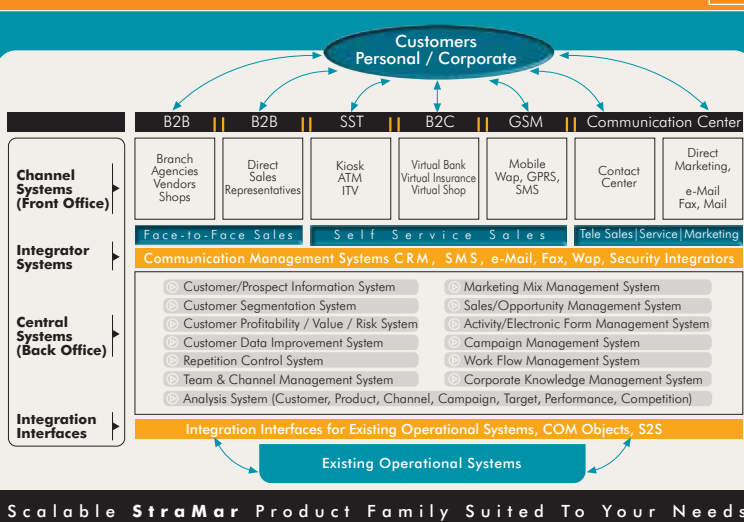 Customers
Personal / Corporate
B2B
B2B
SST
B2C
GSM
Communication Center
Channel
Systems
(Front Office)
Branch
Agencies
Vendors
Shops
Direct
Sales
Representatives
Kiosk
ATM
ITV
Virtual Bank
Virtual Insurance
Virtual Shop
Mobile
Wap, GPRS,
SMS
Contact
Center
Direct
Marketing,
e-Mail
Fax, Mail
Face-to-Face Sales
Self Service Sales
Tele Sales|Service|Marketing
Integrator
Systems
Communication Management Systems CRM, SMS, e-Mail, Fax, Wap, Security Integrators
Central
Systems
(Back Office)
Customer/Prospect Information System
Customer Segmentation System
Customer Profitability / Value / Risk System
Customer Data Improvement System
Repetition Control System
Team & Channel Management System
Marketing Mix Management System
Sales/Opportunity Management System
Activity/Electronic Form Management System
Campaign Management System
Work Flow Management System
Corporate Knowledge Management System
Analysis System (Customer, Product, Channel, Campaign, Target, Performance, Competition)
Integration
Interfaces
Integration Interfaces for Existing Operational Systems, COM Objects, S2S
Existing Operational Systems
Scalable StraMar Product Family Suited To Your Needs